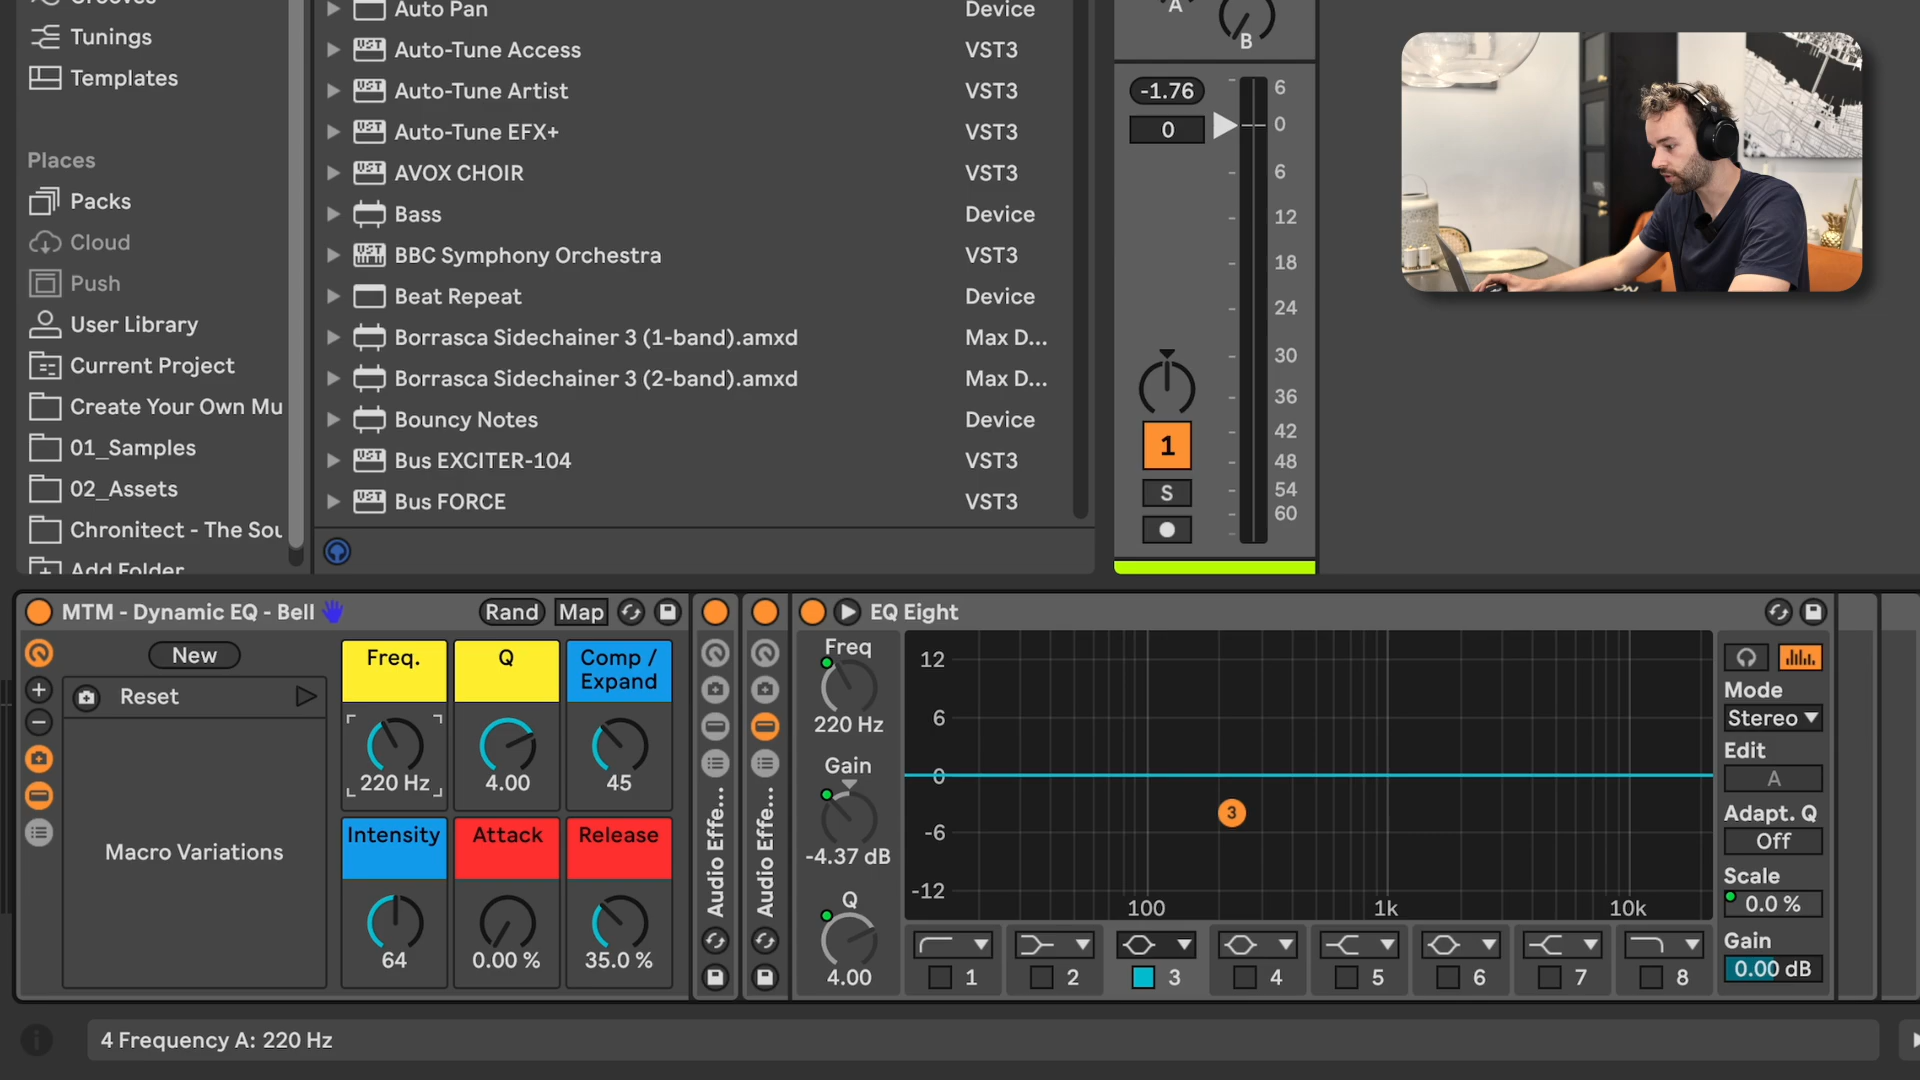 Tunings
Templates
Places
Packs
Cloud
Push
User Library
Current Project
Create Your Own Mu
01_Samples
02_Assets
Chronitect - The Sou
Add Folder
Auto Pan Device
Auto-Tune Access VST3
Auto-Tune Artist VST3
Auto-Tune EFX+ VST3
AVOX CHOIR VST3
Bass Device
BBC Symphony Orchestra VST3
Beat Repeat Device
Borrasca Sidechainer 3 (1-band).amxd Max D...
Borrasca Sidechainer 3 (2-band).amxd Max D...
Bouncy Notes Device
Bus EXCITER-104 VST3
Bus FORCE VST3
A
B
-1.76
0
6
0
6
12
18
24
30
36
42
48
54
60
1
S
MTM - Dynamic EQ - Bell Rand Map
New
Reset
Macro Variations
Freq.
220 Hz
Q
4.00
Comp /
Expand
45
Intensity
64
Attack
0.00 %
Release
35.0 %
Audio Effe...
Audio Effe...
EQ Eight
Freq
220 Hz
Gain
-4.37 dB
Q
4.00
12
6
0
-6
-12
3
100 1k 10k
1 2 3 4 5 6 7 8
Mode
Stereo
Edit
A
Adapt. Q
Off
Scale
0.0 %
Gain
0.00 dB
4 Frequency A: 220 Hz